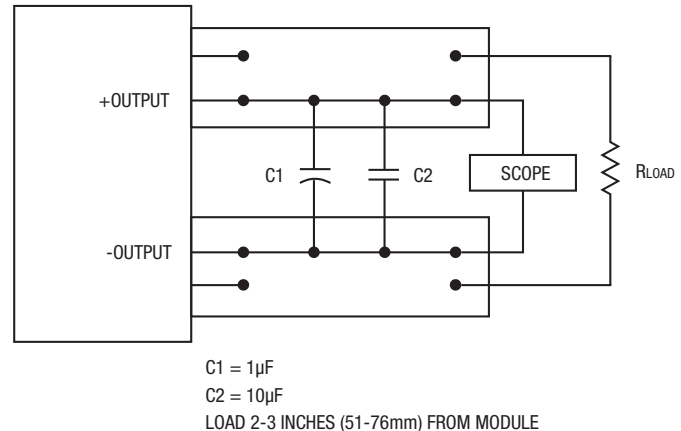 +OUTPUT
C1
C2
SCOPE
RLOAD
-OUTPUT
C1 = 1µF
C2 = 10µF
LOAD 2-3 INCHES (51-76mm) FROM MODULE